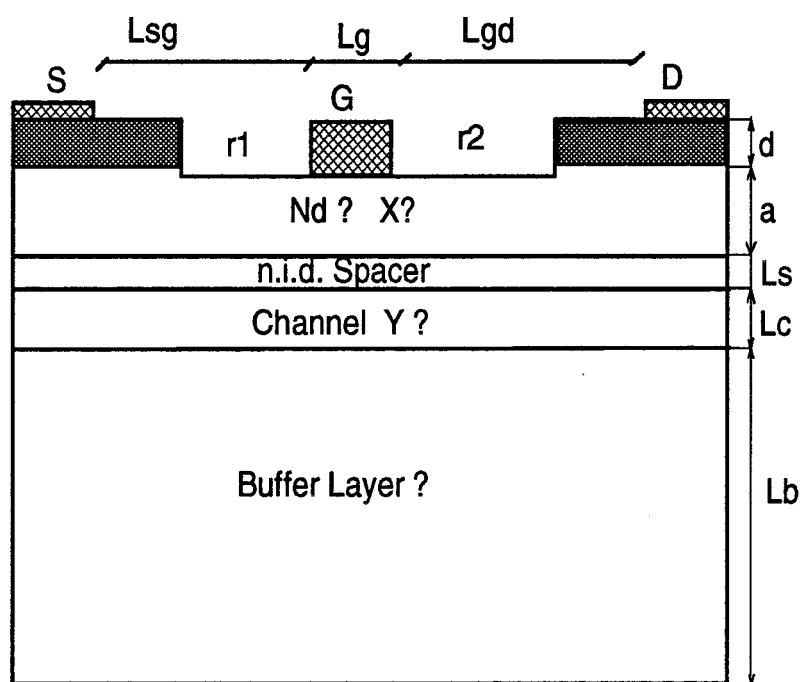 Lsg Lg Lgd
S G D
r1 r2 d
Nd ? X? a
n.i.d. Spacer Ls
Channel Y ? Lc
Buffer Layer ? Lb